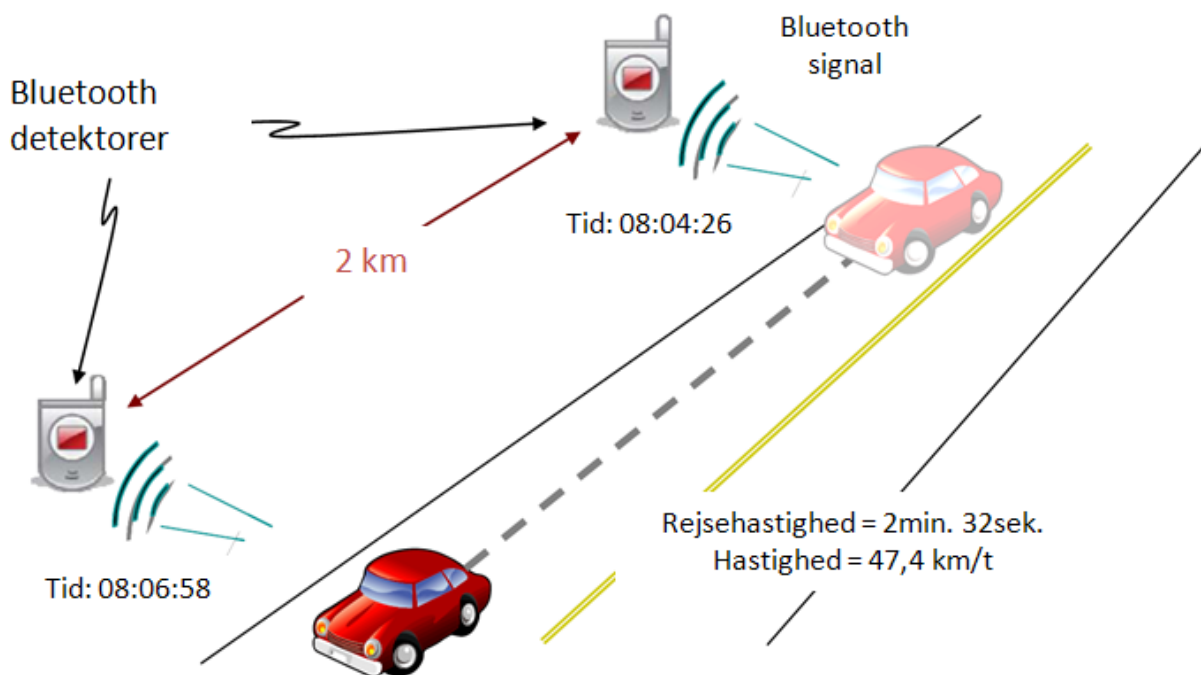 Bluetooth
detektorer
Bluetooth
signal
Tid: 08:04:26
2 km
Tid: 08:06:58
Rejsehastighed = 2min. 32sek.
Hastighed = 47,4 km/t